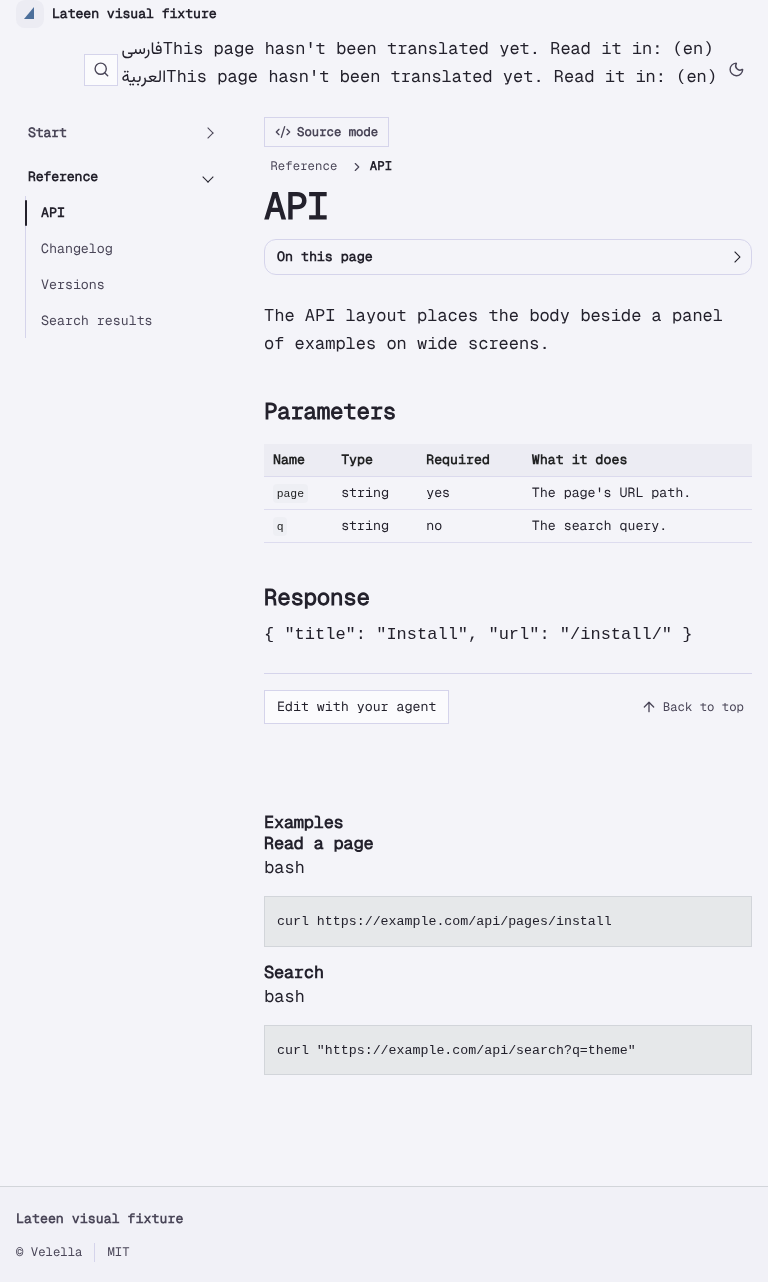 Lateen visual fixture
فارسیThis page hasn't been translated yet. Read it in: (en)
العربيةThis page hasn't been translated yet. Read it in: (en)
Start
Reference
API
Changelog
Versions
Search results
Source mode
Reference > API
API
On this page
The API layout places the body beside a panel
of examples on wide screens.
Parameters
Name Type Required What it does
page string yes The page's URL path.
q string no The search query.
Response
{ "title": "Install", "url": "/install/" }
Edit with your agent
Back to top
Examples
Read a page
bash
curl https://example.com/api/pages/install
Search
bash
curl "https://example.com/api/search?q=theme"
Lateen visual fixture
© Velella MIT